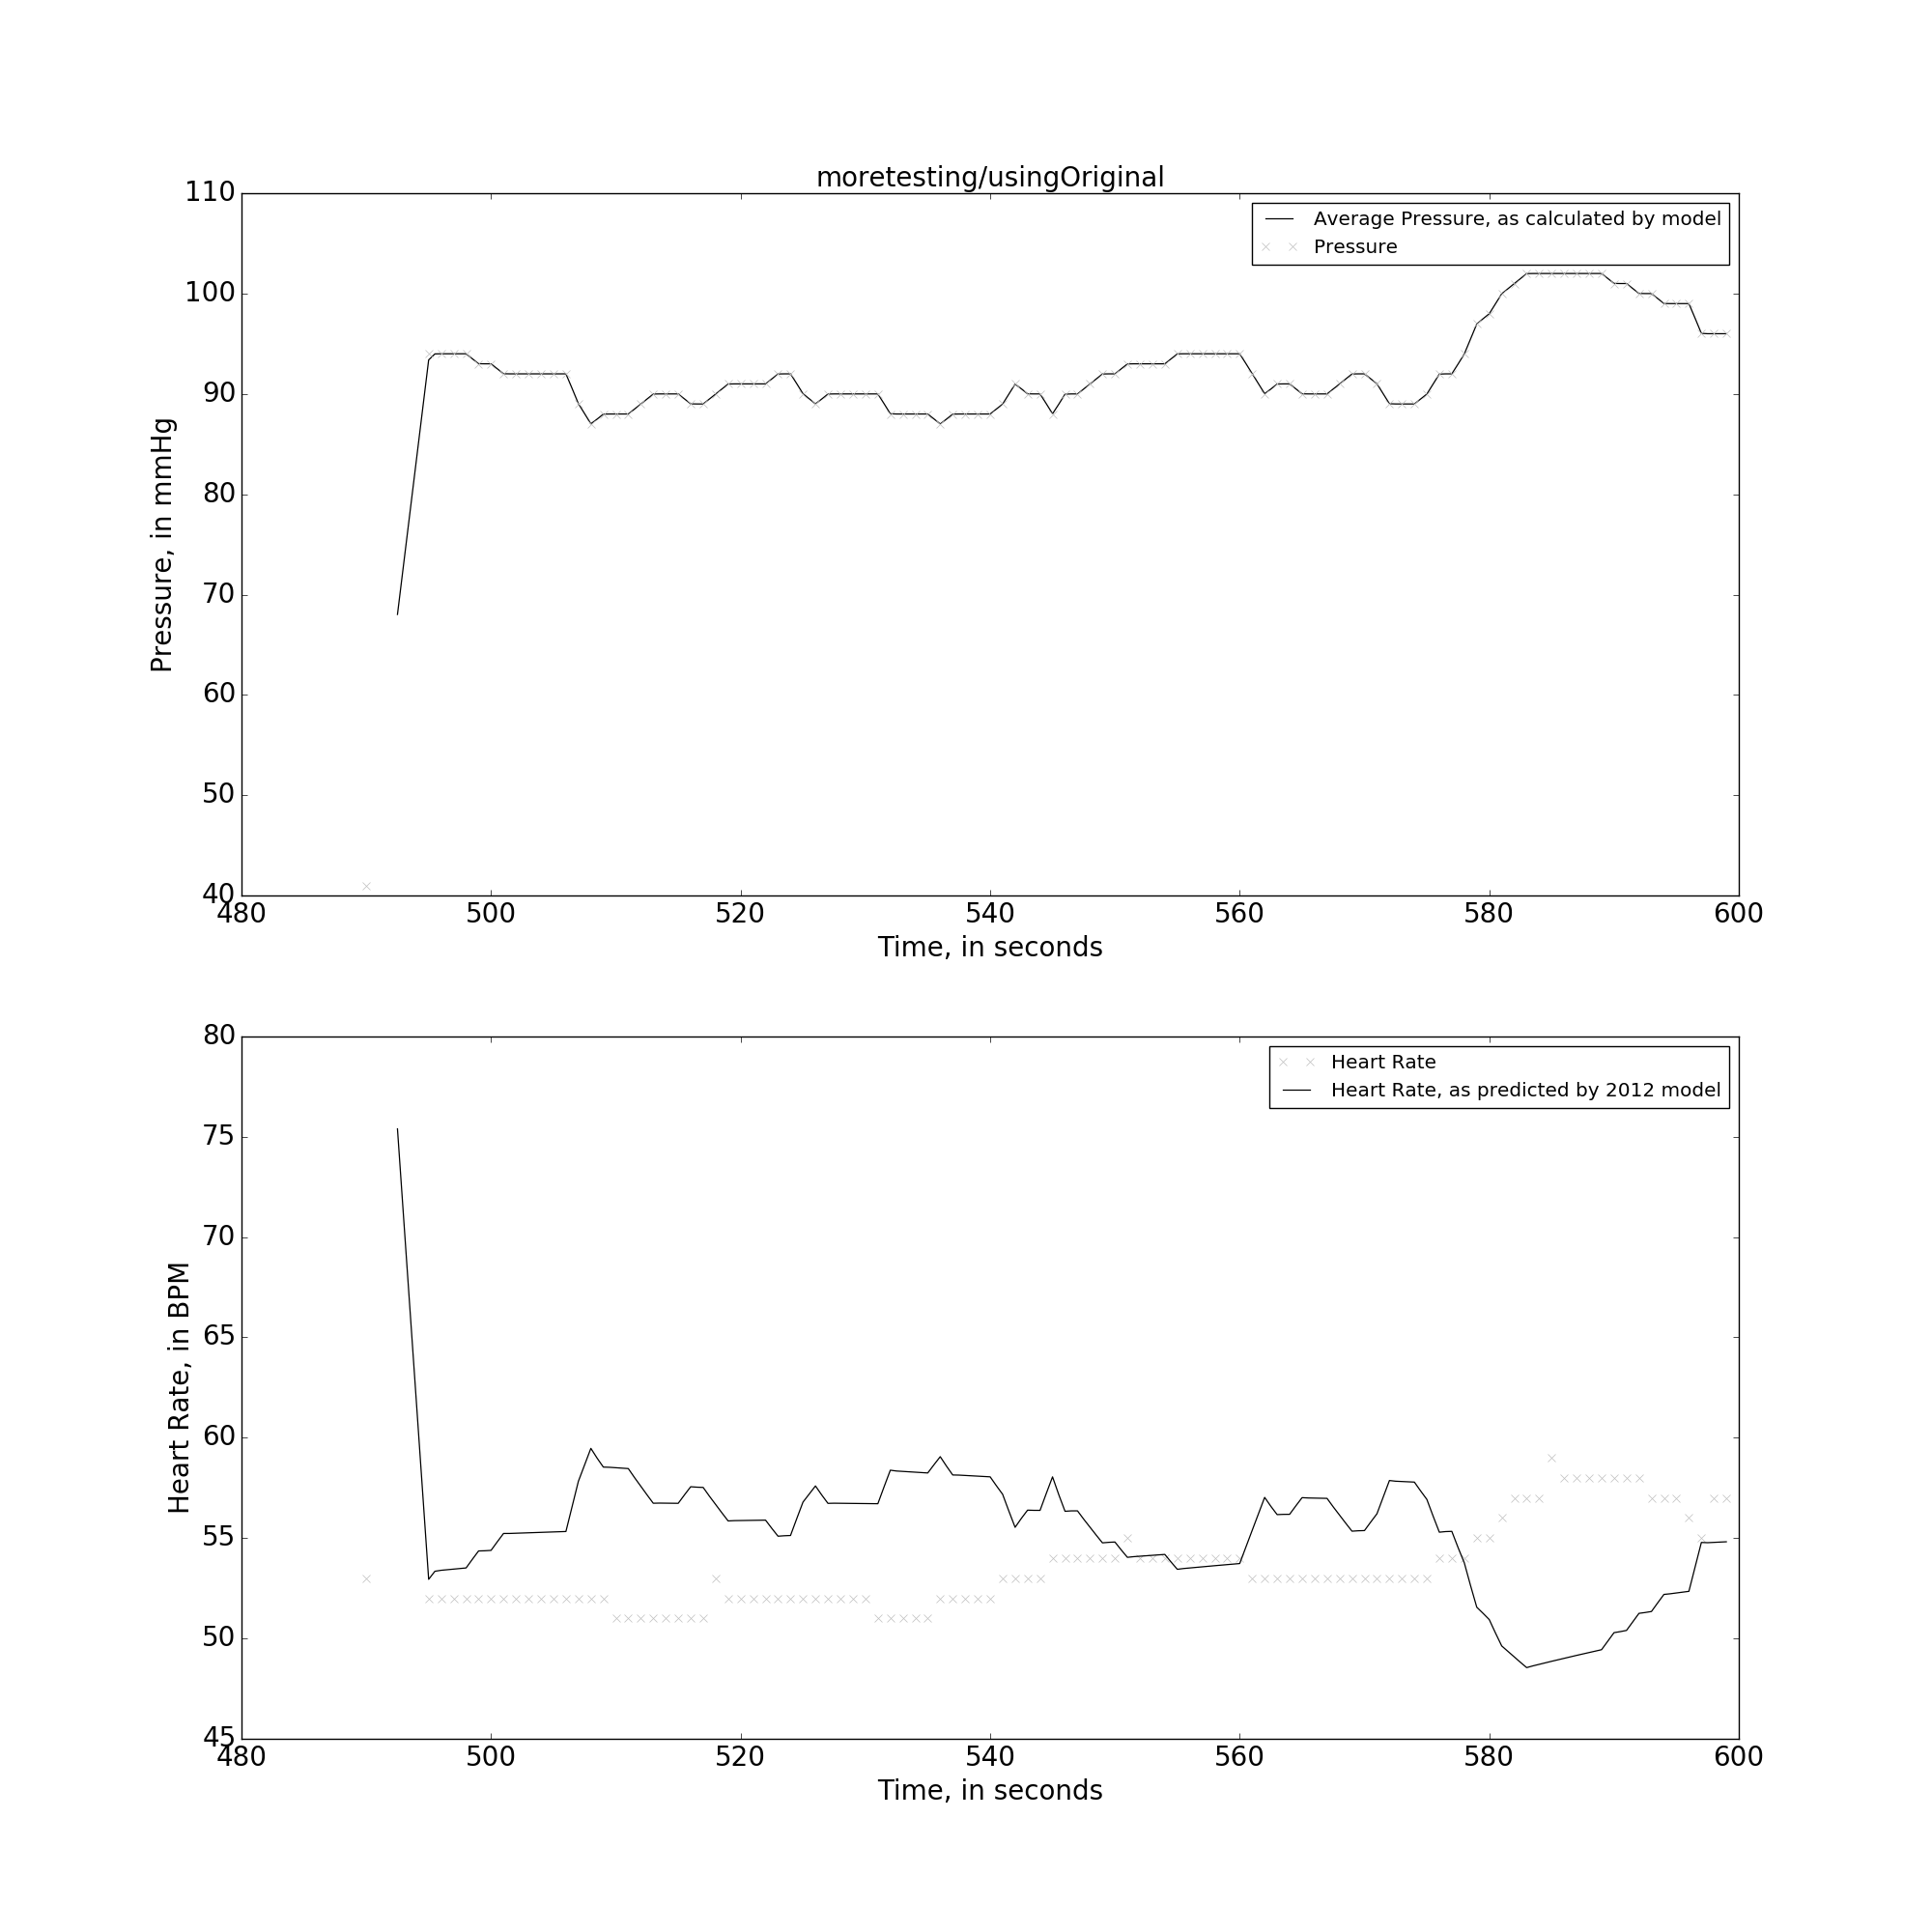 moretesting/usingOriginal
110
100
90
80
70
60
50
40
Pressure, in mmHg
Average Pressure, as calculated by model
Pressure
480 500 520 540 560 580 600
Time, in seconds
80
75
70
65
60
55
50
45
Heart Rate, in BPM
Heart Rate
Heart Rate, as predicted by 2012 model
480 500 520 540 560 580 600
Time, in seconds